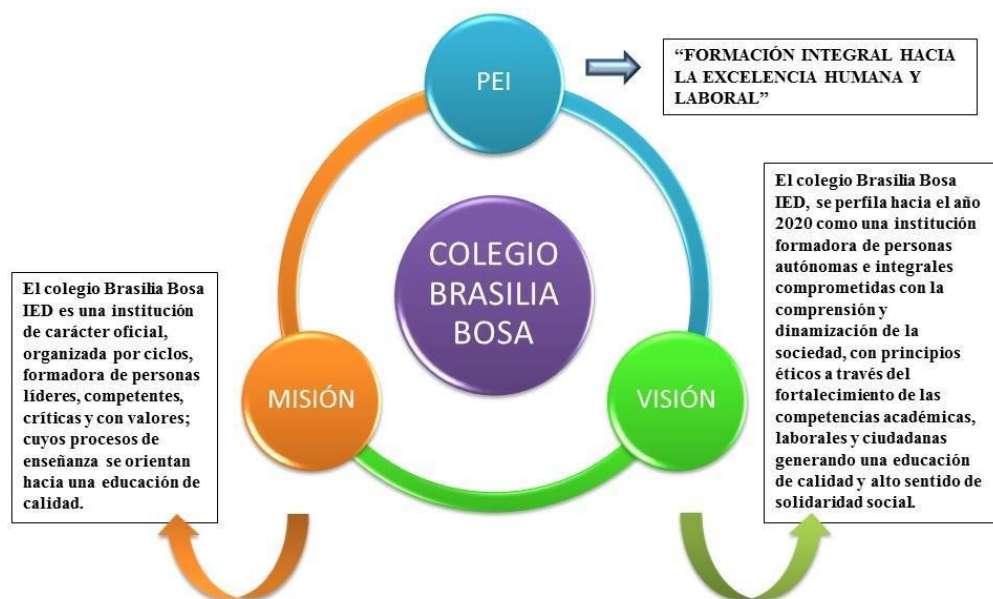 PEI
“FORMACIÓN INTEGRAL HACIA
LA EXCELENCIA HUMANA Y
LABORAL”
COLEGIO
BRASILIA
BOSA
MISIÓN
El colegio Brasilia Bosa
IED es una institución
de carácter oficial,
organizada por ciclos,
formadora de personas
líderes, competentes,
críticas y con valores;
cuyos procesos de
enseñanza se orientan
hacia una educación de
calidad.
VISIÓN
El colegio Brasilia Bosa
IED, se perfila hacia el año
2020 como una institución
formadora de personas
autónomas e integrales
comprometidas con la
comprensión y
dinamización de la
sociedad, con principios
éticos a través del
fortalecimiento de las
competencias académicas,
laborales y ciudadanas
generando una educación
de calidad y alto sentido de
solidaridad social.